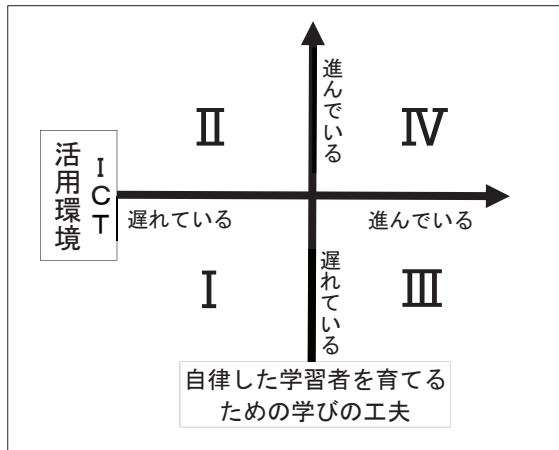 進んでいる
Ⅱ
Ⅳ
ICT
活用環境
遅れている
進んでいる
Ⅰ
遅れている
Ⅲ
自律した学習者を育てる
ための学びの工夫